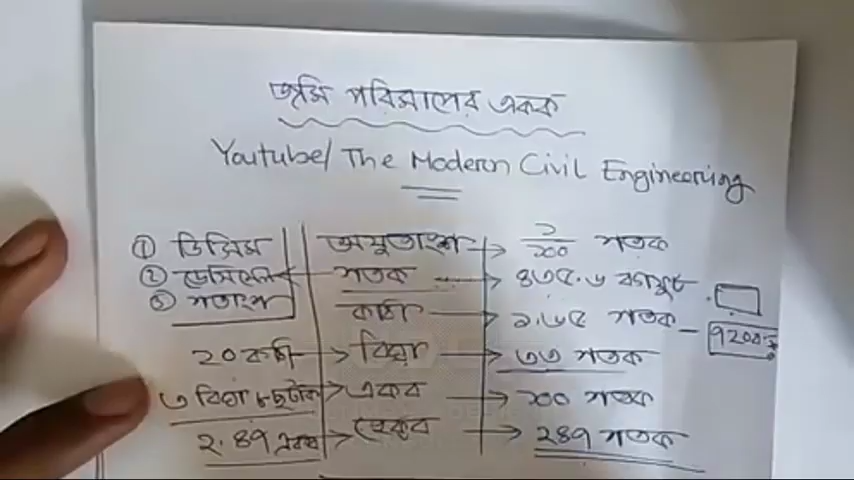 জমি পরিমাপের একক
Youtube/ The Modern Civil Engineering
① ডিসিম অযুতাংশ → ১/১০০ শতক
② ডেসিমেল শতক → ৪৩৫.৬ বর্গফুট
③ শতাংশ কাঠা → ১.৬৫ শতক
২০ কাঠা → বিঘা → ৩৩ শতক
৩ বিঘা ৮ ছটাক → একর → ১০০ শতক
২.৪৭ একর → হেক্টর → ২৪৭ শতক